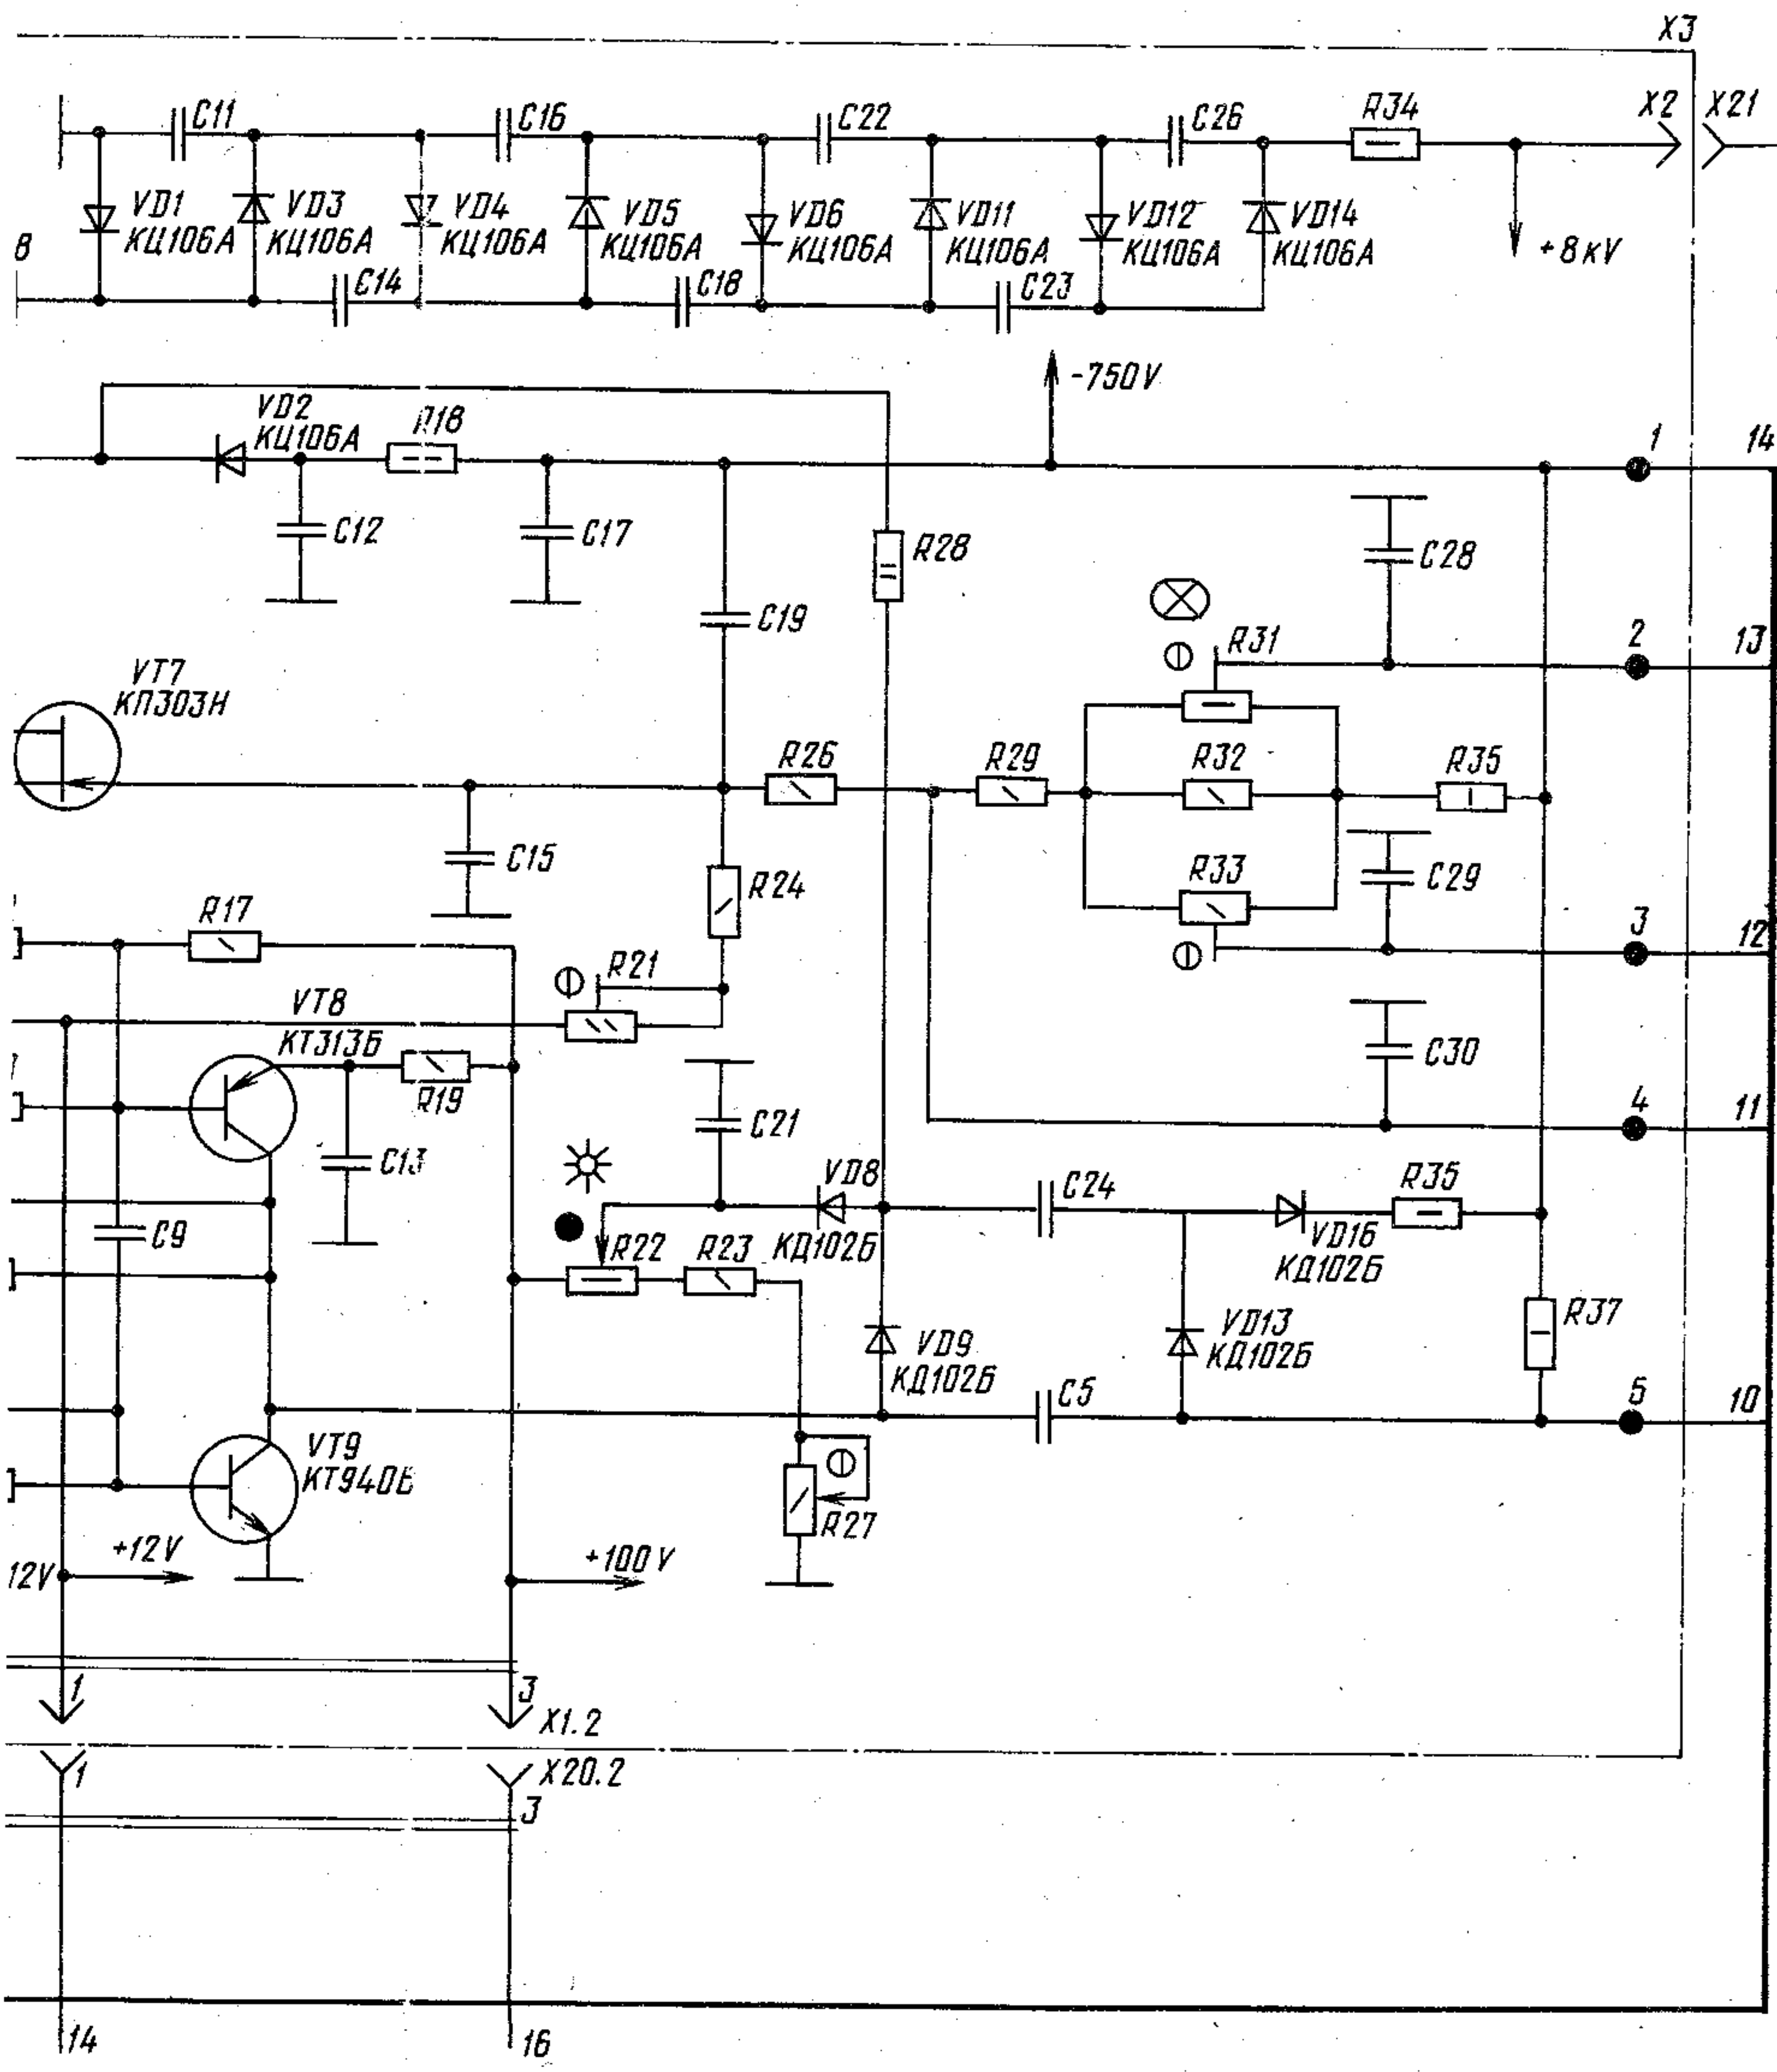 X3
C11
C16
C22
C26
R34
X2
X21
VD1
КЦ106А
VD3
КЦ106А
VD4
КЦ106А
VD5
КЦ106А
VD6
КЦ106А
VD11
КЦ106А
VD12
КЦ106А
VD14
КЦ106А
8
+8кV
C14
C18
C23
-750V
VD2
КЦ106А
R18
1
14
C12
C17
R28
C28
C19
R31
2
13
VT7
КП303И
R26
R29
R32
R35
C15
R24
R33
C29
R17
3
12
R21
VT8
КТ313Б
R19
C30
C21
4
11
C13
VD8
КД102Б
C24
R35
VD16
КД102Б
C9
R22
R23
R37
VD9
КД102Б
VD13
КД102Б
C5
5
10
VT9
КТ940В
R27
12V
+12V
+100V
1
3
X1.2
1
X20.2
3
14
16